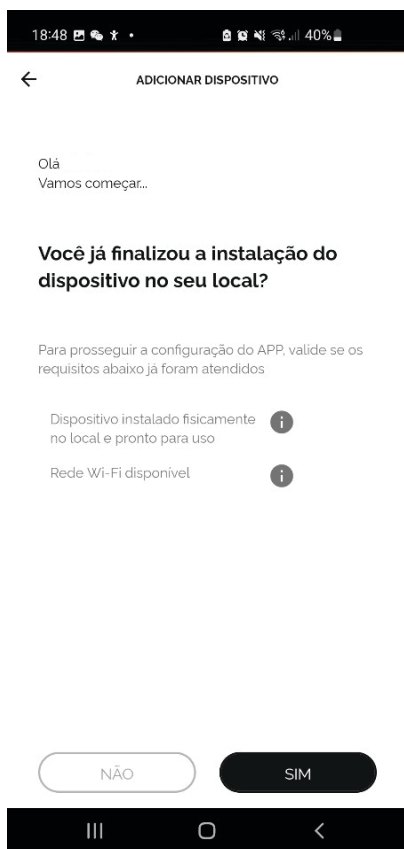 18:48 40%
ADICIONAR DISPOSITIVO
Olá
Vamos começar...
Você já finalizou a instalação do
dispositivo no seu local?
Para prosseguir a configuração do APP, valide se os
requisitos abaixo já foram atendidos
Dispositivo instalado fisicamente
no local e pronto para uso
Rede Wi-Fi disponível
NÃO SIM